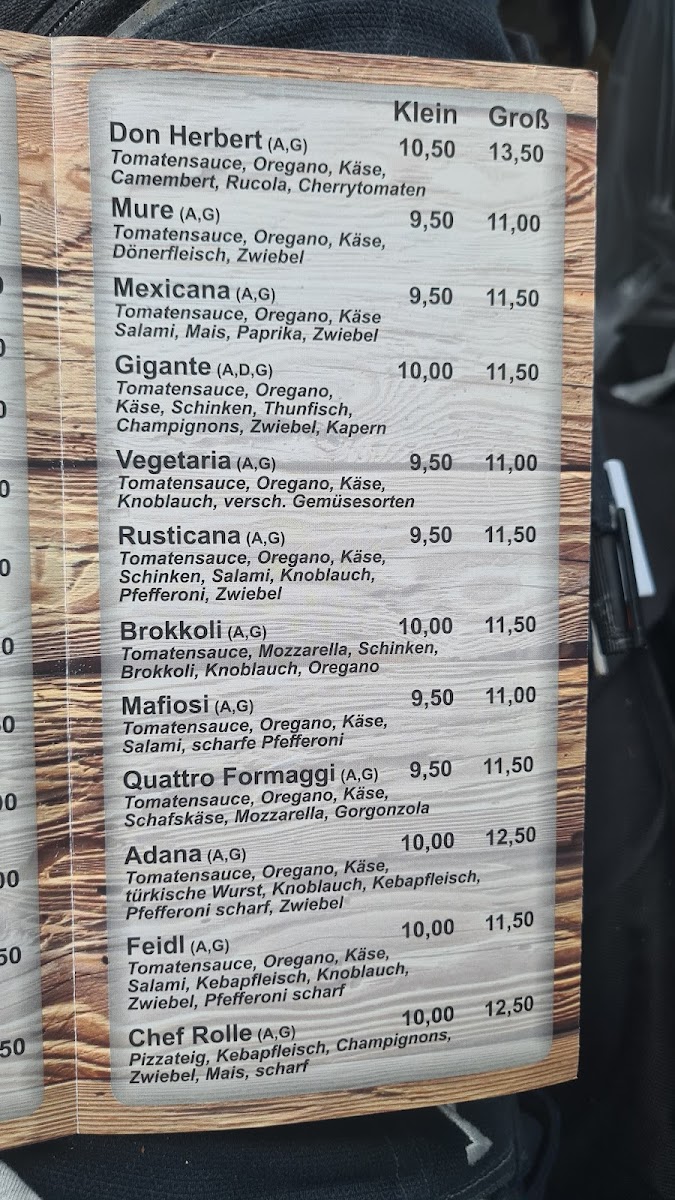 Klein Groß
Don Herbert (A,G) 10,50 13,50
Tomatensauce, Oregano, Käse,
Camembert, Rucola, Cherrytomaten
Mure (A,G) 9,50 11,00
Tomatensauce, Oregano, Käse,
Dönerfleisch, Zwiebel
Mexicana (A,G) 9,50 11,50
Tomatensauce, Oregano, Käse
Salami, Mais, Paprika, Zwiebel
Gigante (A,D,G) 10,00 11,50
Tomatensauce, Oregano,
Käse, Schinken, Thunfisch,
Champignons, Zwiebel, Kapern
Vegetaria (A,G) 9,50 11,00
Tomatensauce, Oregano, Käse,
Knoblauch, versch. Gemüsesorten
Rusticana (A,G) 9,50 11,50
Tomatensauce, Oregano, Käse,
Schinken, Salami, Knoblauch,
Pfefferoni, Zwiebel
Brokkoli (A,G) 10,00 11,50
Tomatensauce, Mozzarella, Schinken,
Brokkoli, Knoblauch, Oregano
Mafiosi (A,G) 9,50 11,00
Tomatensauce, Oregano, Käse,
Salami, scharfe Pfefferoni
Quattro Formaggi (A,G) 9,50 11,50
Tomatensauce, Oregano, Käse,
Schafskäse, Mozzarella, Gorgonzola
Adana (A,G) 10,00 12,50
Tomatensauce, Oregano, Käse,
türkische Wurst, Knoblauch, Kebapfleisch,
Pfefferoni scharf, Zwiebel
Feidl (A,G) 10,00 11,50
Tomatensauce, Oregano, Käse,
Salami, Kebapfleisch, Knoblauch,
Zwiebel, Pfefferoni scharf
Chef Rolle (A,G) 10,00 12,50
Pizzateig, Kebapfleisch, Champignons,
Zwiebel, Mais, scharf